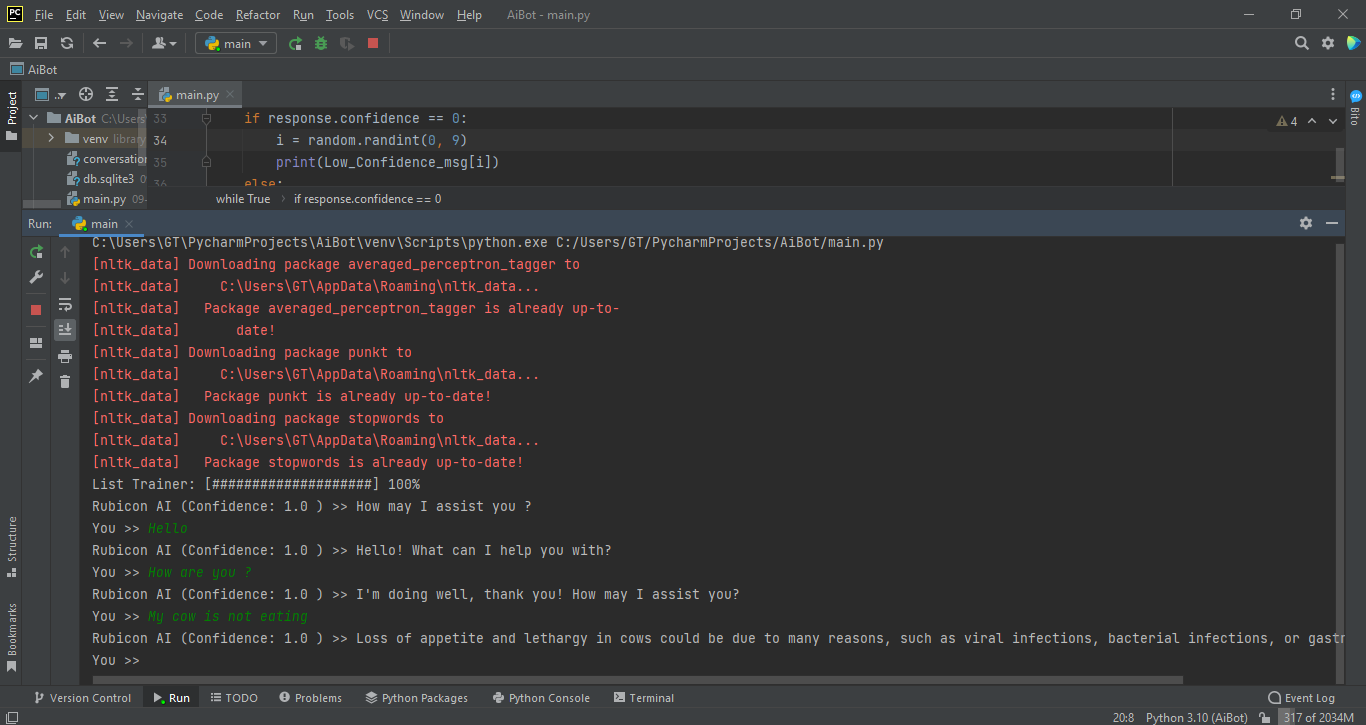 PC File Edit View Navigate Code Refactor Run Tools VCS Window Help AiBot - main.py
main
AiBot
Project
main.py
AiBot C:\Users
venv library
conversation
db.sqlite3 09
main.py 09-
33 if response.confidence == 0:
34 i = random.randint(0, 9)
35 print(Low_Confidence_msg[i])
36 else:
4
Bito
while True if response.confidence == 0
Run: main
C:\Users\GT\PycharmProjects\AiBot\venv\Scripts\python.exe C:/Users/GT/PycharmProjects/AiBot/main.py
[nltk_data] Downloading package averaged_perceptron_tagger to
[nltk_data]     C:\Users\GT\AppData\Roaming\nltk_data...
[nltk_data]   Package averaged_perceptron_tagger is already up-to-
[nltk_data]       date!
[nltk_data] Downloading package punkt to
[nltk_data]     C:\Users\GT\AppData\Roaming\nltk_data...
[nltk_data]   Package punkt is already up-to-date!
[nltk_data] Downloading package stopwords to
[nltk_data]     C:\Users\GT\AppData\Roaming\nltk_data...
[nltk_data]   Package stopwords is already up-to-date!
List Trainer: [####################] 100%
Rubicon AI (Confidence: 1.0 ) >> How may I assist you ?
You >> Hello
Rubicon AI (Confidence: 1.0 ) >> Hello! What can I help you with?
You >> How are you ?
Rubicon AI (Confidence: 1.0 ) >> I'm doing well, thank you! How may I assist you?
You >> My cow is not eating
Rubicon AI (Confidence: 1.0 ) >> Loss of appetite and lethargy in cows could be due to many reasons, such as viral infections, bacterial infections, or gastr
You >>
Structure
Bookmarks
Version Control Run TODO Problems Python Packages Python Console Terminal Event Log
20:8 Python 3.10 (AiBot) 317 of 2034M